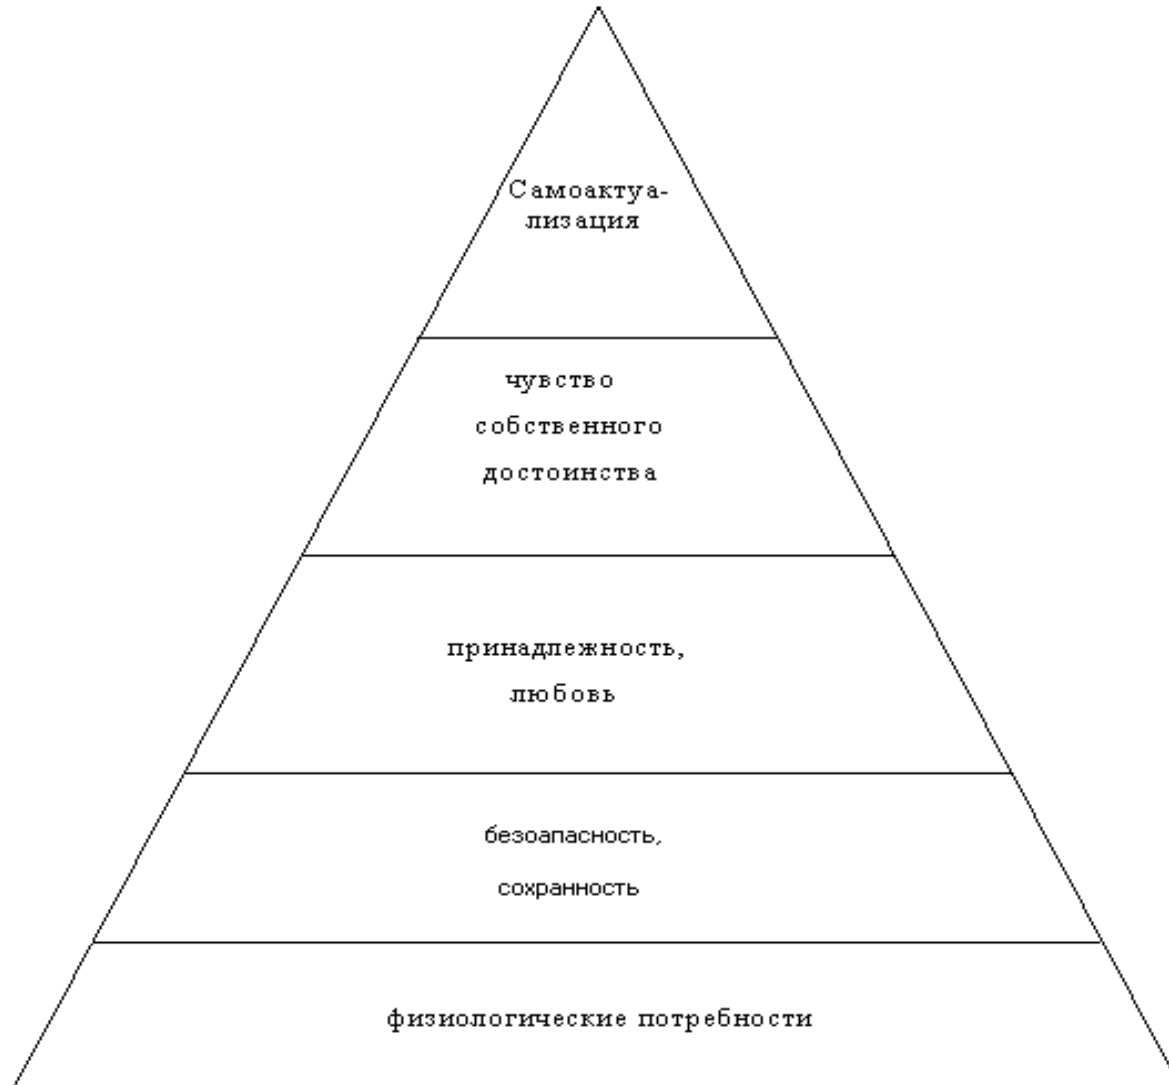 Самоактуа-
лизация
чувство
собственного
достоинства
принадлежность,
любовь
безоапасность,
сохранность
физиологические потребности